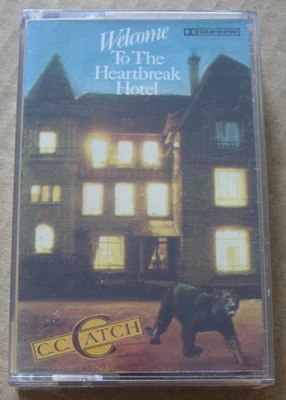 Welcome
To The
Heartbreak
Hotel
C.C. CATCH